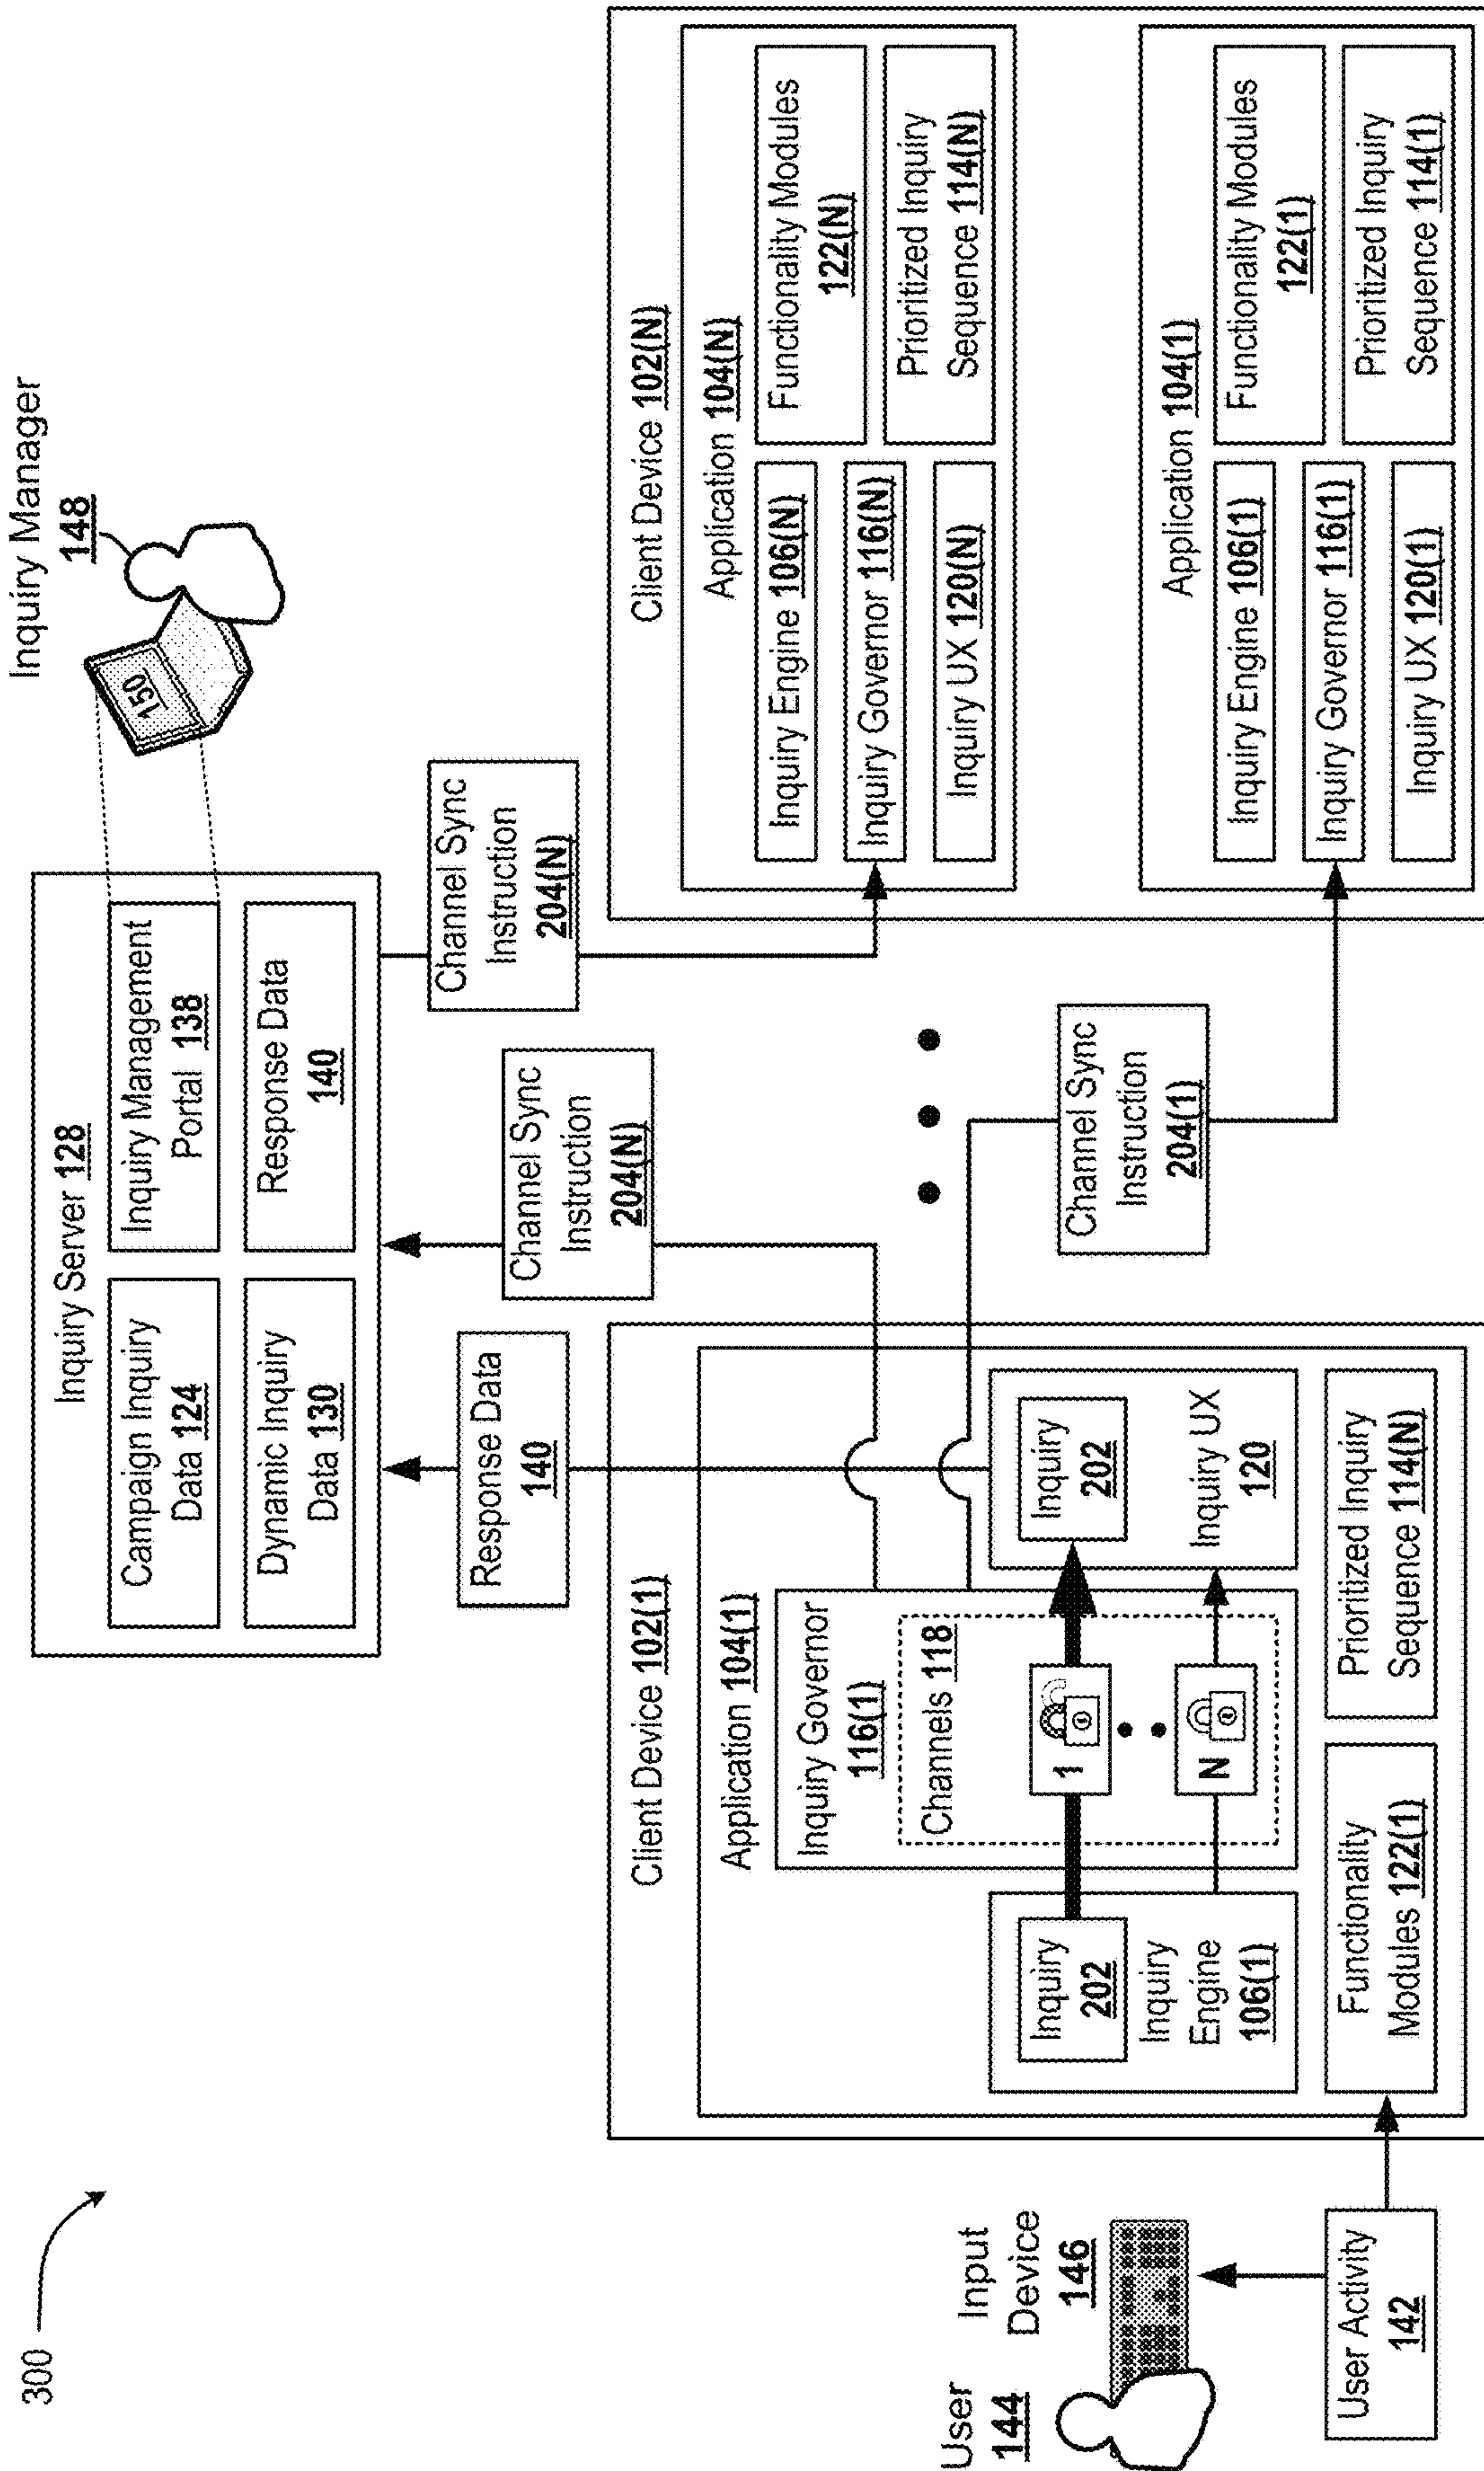 300
Inquiry Manager
148
150
Inquiry Server 128
Campaign Inquiry
Data 124
Inquiry Management
Portal 138
Dynamic Inquiry
Data 130
Response Data
140
Response Data
140
Channel Sync
Instruction
204(N)
Channel Sync
Instruction
204(N)
User
144
Input
Device
146
User Activity
142
Client Device 102(1)
Application 104(1)
Inquiry Governor
116(1)
Channels 118
1
N
Inquiry
202
Inquiry
Engine
106(1)
Inquiry
202
Inquiry UX
120
Functionality
Modules 122(1)
Prioritized Inquiry
Sequence 114(N)
Channel Sync
Instruction
204(1)
Client Device 102(N)
Application 104(N)
Inquiry Engine 106(N)
Inquiry Governor 116(N)
Inquiry UX 120(N)
Functionality Modules
122(N)
Prioritized Inquiry
Sequence 114(N)
Application 104(1)
Inquiry Engine 106(1)
Inquiry Governor 116(1)
Inquiry UX 120(1)
Functionality Modules
122(1)
Prioritized Inquiry
Sequence 114(1)